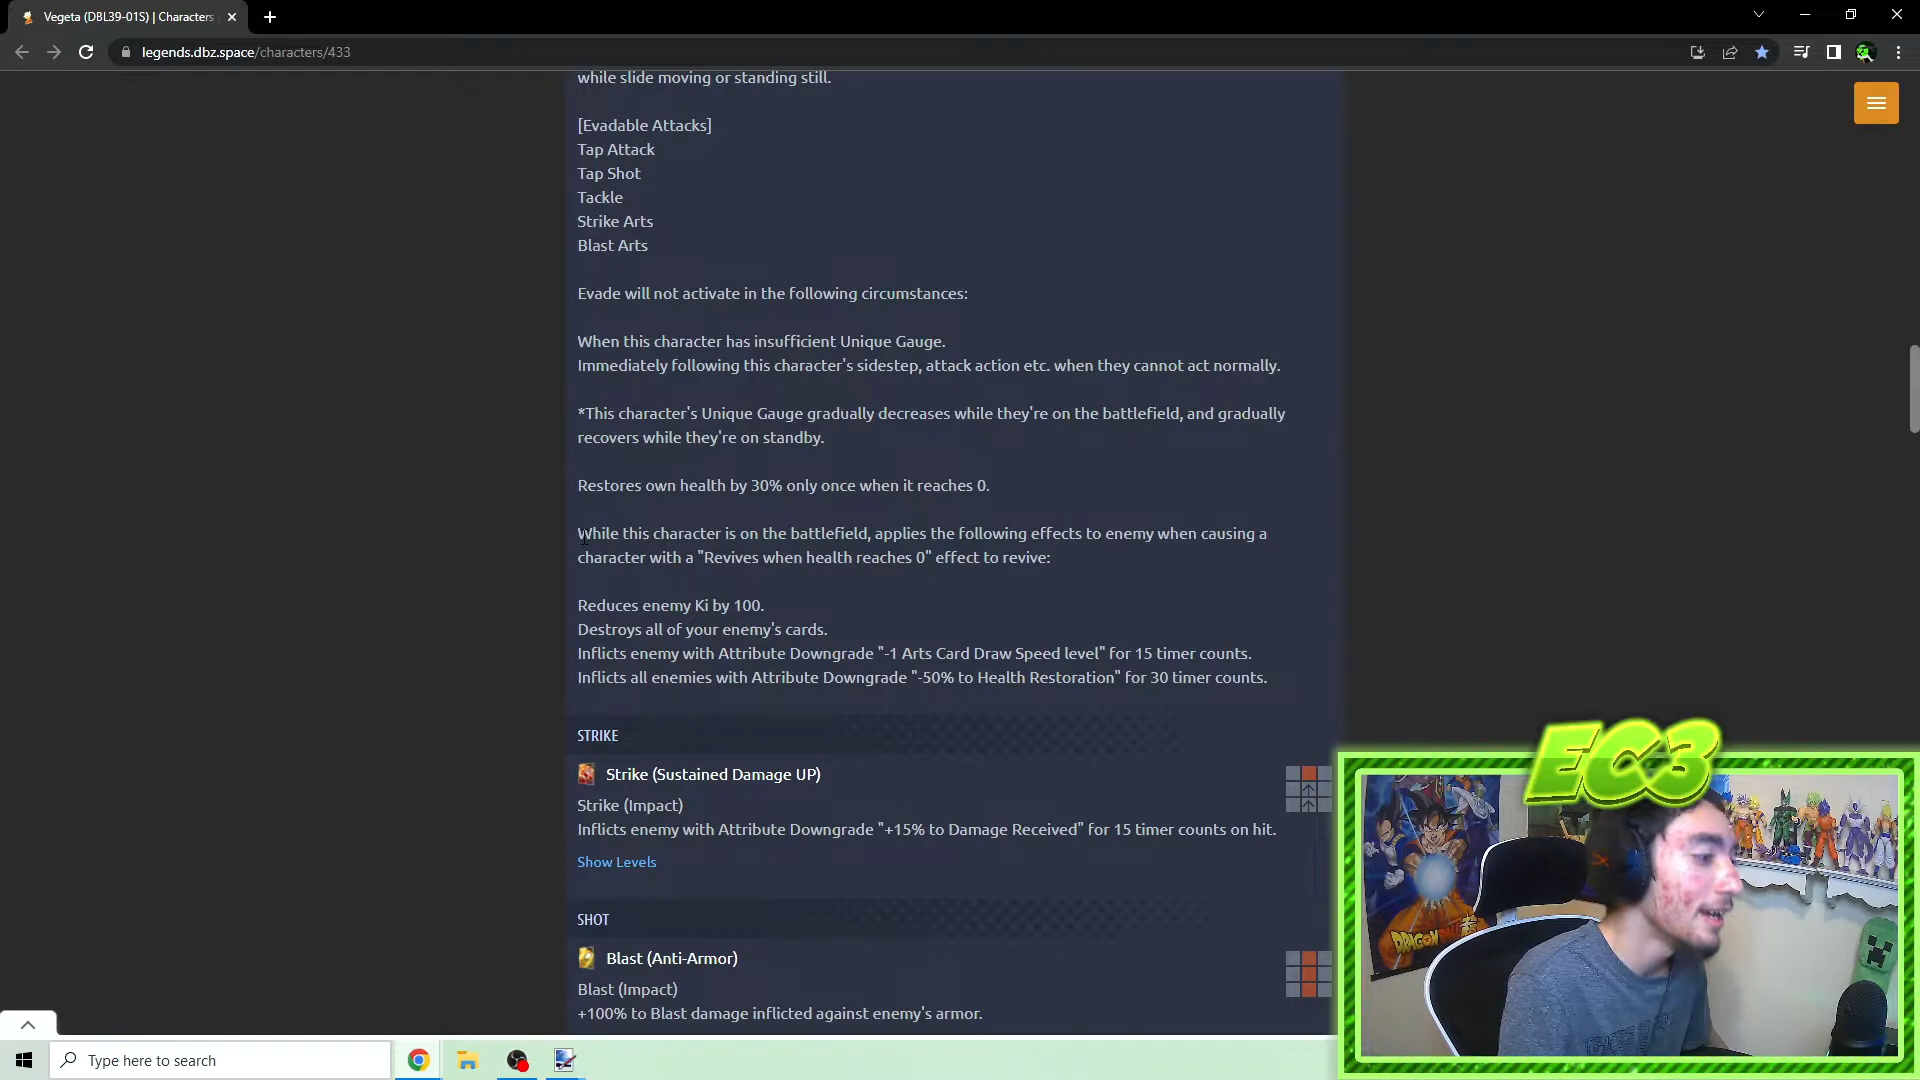 Vegeta (DBL39-01S) | Characters
legends.dbz.space/characters/433
while slide moving or standing still.
[Evadable Attacks]
Tap Attack
Tap Shot
Tackle
Strike Arts
Blast Arts
Evade will not activate in the following circumstances:
When this character has insufficient Unique Gauge.
Immediately following this character's sidestep, attack action etc. when they cannot act normally.
*This character's Unique Gauge gradually decreases while they're on the battlefield, and gradually
recovers while they're on standby.
Restores own health by 30% only once when it reaches 0.
While this character is on the battlefield, applies the following effects to enemy when causing a
character with a "Revives when health reaches 0" effect to revive:
Reduces enemy Ki by 100.
Destroys all of your enemy's cards.
Inflicts enemy with Attribute Downgrade "-1 Arts Card Draw Speed level" for 15 timer counts.
Inflicts all enemies with Attribute Downgrade "-50% to Health Restoration" for 30 timer counts.
STRIKE
Strike (Sustained Damage UP)
Strike (Impact)
Inflicts enemy with Attribute Downgrade "+15% to Damage Received" for 15 timer counts on hit.
Show Levels
SHOT
Blast (Anti-Armor)
Blast (Impact)
+100% to Blast damage inflicted against enemy's armor.
EC3
DRAGONBALL
Type here to search